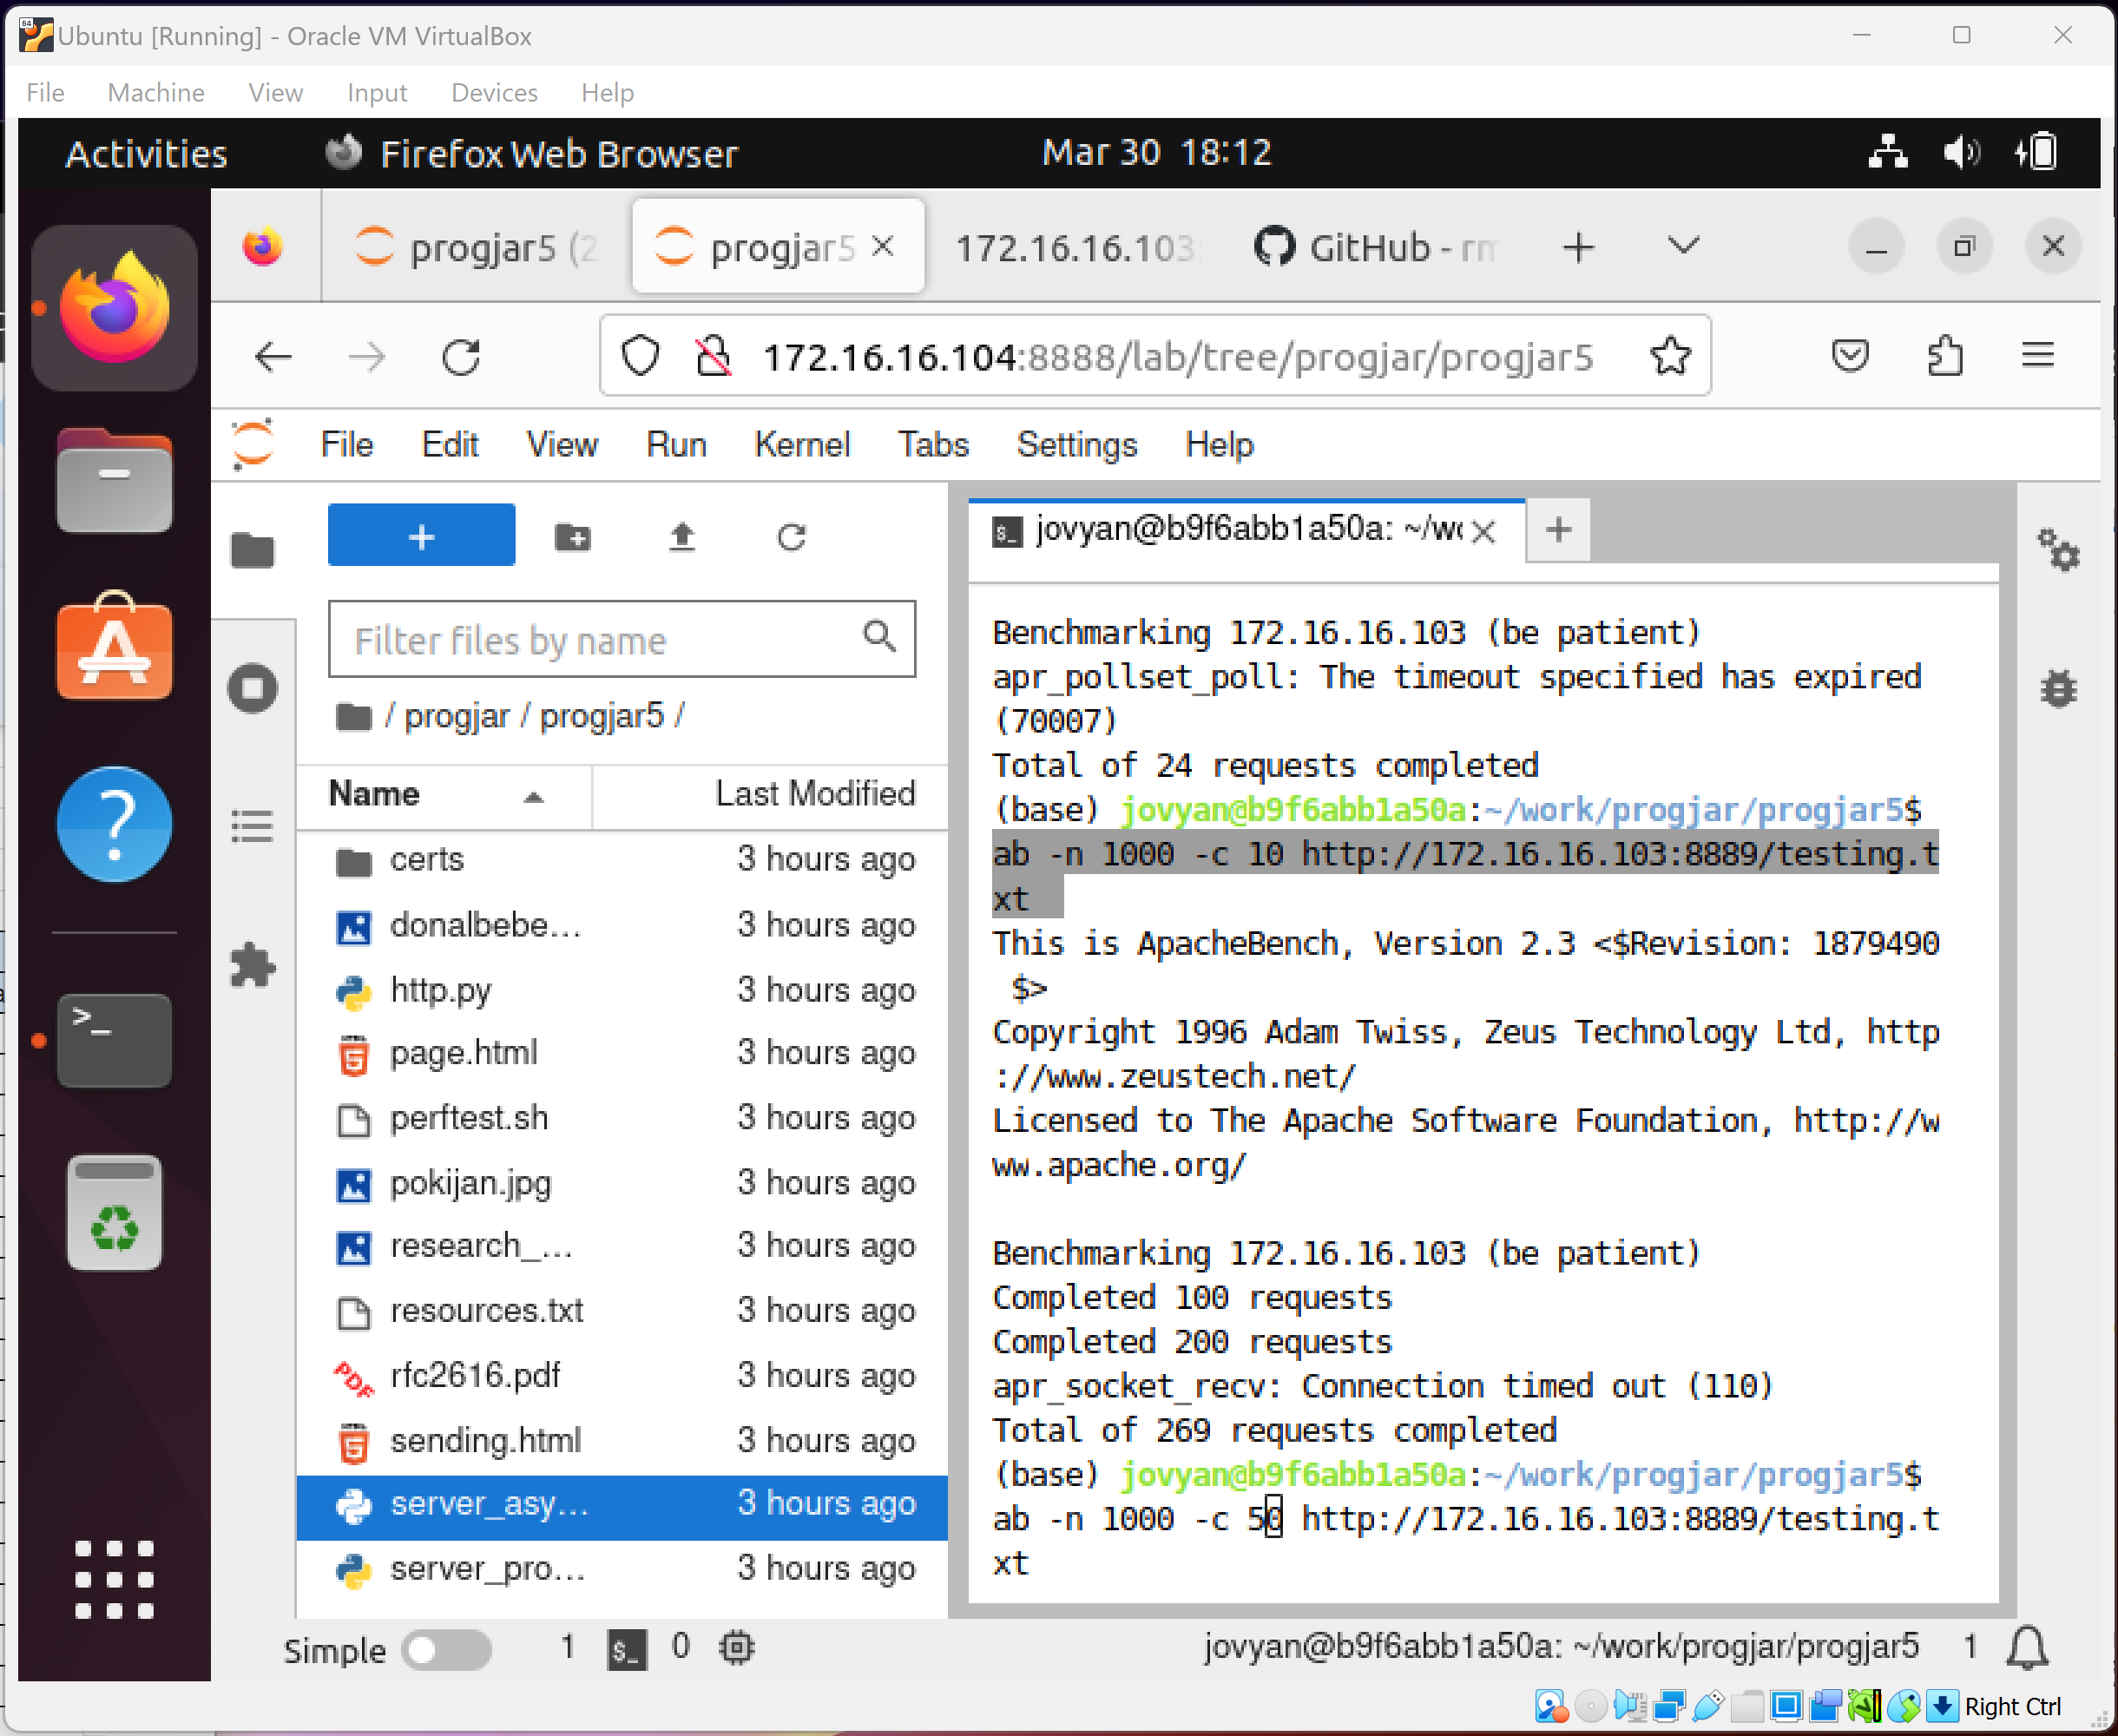 Ubuntu [Running] - Oracle VM VirtualBox
File Machine View Input Devices Help
Activities Firefox Web Browser Mar 30 18:12
progjar5 (2 progjar5 172.16.16.103: GitHub - rm
172.16.16.104:8888/lab/tree/progjar/progjar5
File Edit View Run Kernel Tabs Settings Help
jovyan@b9f6abb1a50a: ~/wo
Filter files by name
/ progjar / progjar5 /
Name Last Modified
certs 3 hours ago
donalbebe... 3 hours ago
http.py 3 hours ago
page.html 3 hours ago
perftest.sh 3 hours ago
pokijan.jpg 3 hours ago
research_... 3 hours ago
resources.txt 3 hours ago
rfc2616.pdf 3 hours ago
sending.html 3 hours ago
server_asy... 3 hours ago
server_pro... 3 hours ago
Benchmarking 172.16.16.103 (be patient)
apr_pollset_poll: The timeout specified has expired
(70007)
Total of 24 requests completed
(base) jovyan@b9f6abb1a50a:~/work/progjar/progjar5$
ab -n 1000 -c 10 http://172.16.16.103:8889/testing.t
xt
This is ApacheBench, Version 2.3 <$Revision: 1879490
$>
Copyright 1996 Adam Twiss, Zeus Technology Ltd, http
://www.zeustech.net/
Licensed to The Apache Software Foundation, http://w
ww.apache.org/
Benchmarking 172.16.16.103 (be patient)
Completed 100 requests
Completed 200 requests
apr_socket_recv: Connection timed out (110)
Total of 269 requests completed
(base) jovyan@b9f6abb1a50a:~/work/progjar/progjar5$
ab -n 1000 -c 50 http://172.16.16.103:8889/testing.t
xt
Simple 1 $_ 0 jovyan@b9f6abb1a50a: ~/work/progjar/progjar5 1
Right Ctrl